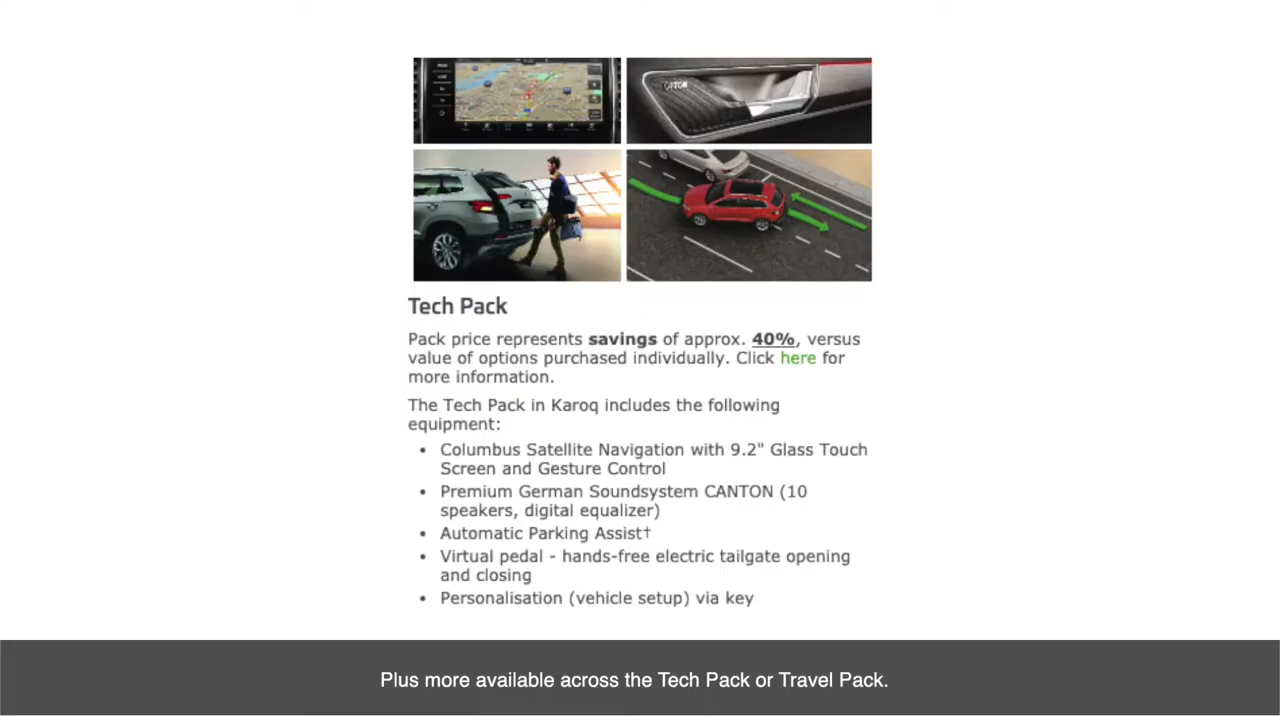 CANTON
Tech Pack
Pack price represents savings of approx. 40%, versus
value of options purchased individually. Click here for
more information.
The Tech Pack in Karoq includes the following
equipment:
• Columbus Satellite Navigation with 9.2" Glass Touch
Screen and Gesture Control
• Premium German Soundsystem CANTON (10
speakers, digital equalizer)
• Automatic Parking Assist†
• Virtual pedal - hands-free electric tailgate opening
and closing
• Personalisation (vehicle setup) via key
Plus more available across the Tech Pack or Travel Pack.